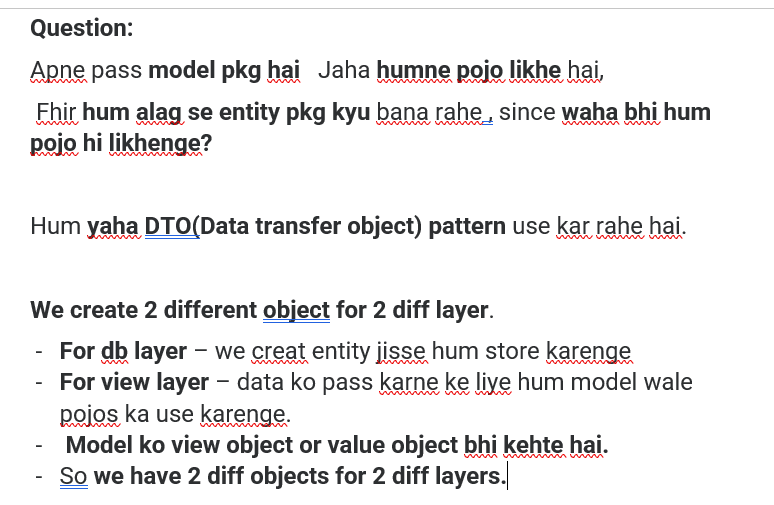 Question:
Apne pass model pkg hai Jaha humne pojo likhe hai,
Fhir hum alag se entity pkg kyu bana rahe , since waha bhi hum
pojo hi likhenge?
Hum yaha DTO(Data transfer object) pattern use kar rahe hai.
We create 2 different object for 2 diff layer.
- For db layer – we creat entity jisse hum store karenge
- For view layer – data ko pass karne ke liye hum model wale
pojos ka use karenge.
- Model ko view object or value object bhi kehte hai.
- So we have 2 diff objects for 2 diff layers.